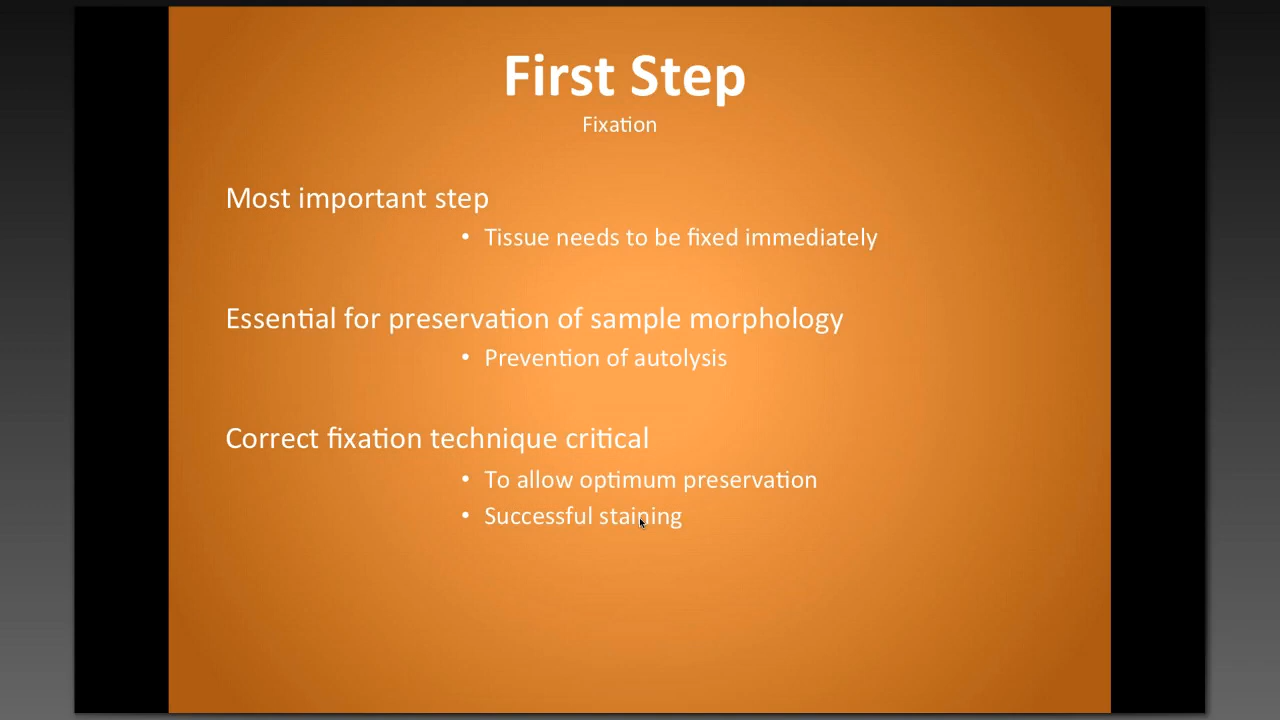 First Step
Fixation
Most important step
• Tissue needs to be fixed immediately
Essential for preservation of sample morphology
• Prevention of autolysis
Correct fixation technique critical
• To allow optimum preservation
• Successful staining